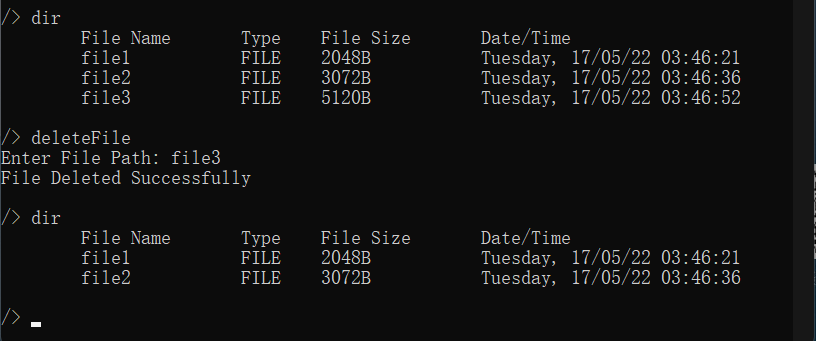 /> dir
File Name Type File Size Date/Time
file1 FILE 2048B Tuesday, 17/05/22 03:46:21
file2 FILE 3072B Tuesday, 17/05/22 03:46:36
file3 FILE 5120B Tuesday, 17/05/22 03:46:52
/> deleteFile
Enter File Path: file3
File Deleted Successfully
/> dir
File Name Type File Size Date/Time
file1 FILE 2048B Tuesday, 17/05/22 03:46:21
file2 FILE 3072B Tuesday, 17/05/22 03:46:36
/>